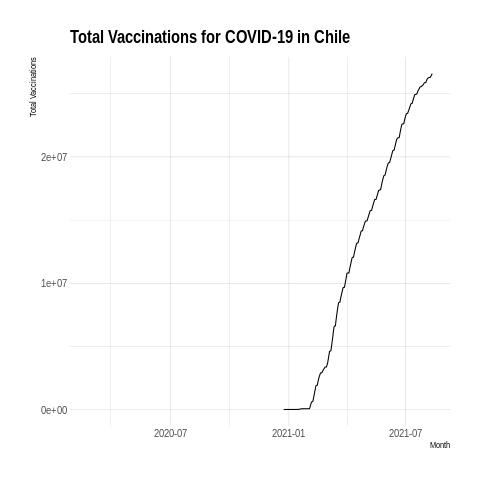 Total Vaccinations for COVID-19 in Chile
Total Vaccinations
2e+07
1e+07
0e+00
2020-07
2021-01
2021-07
Month